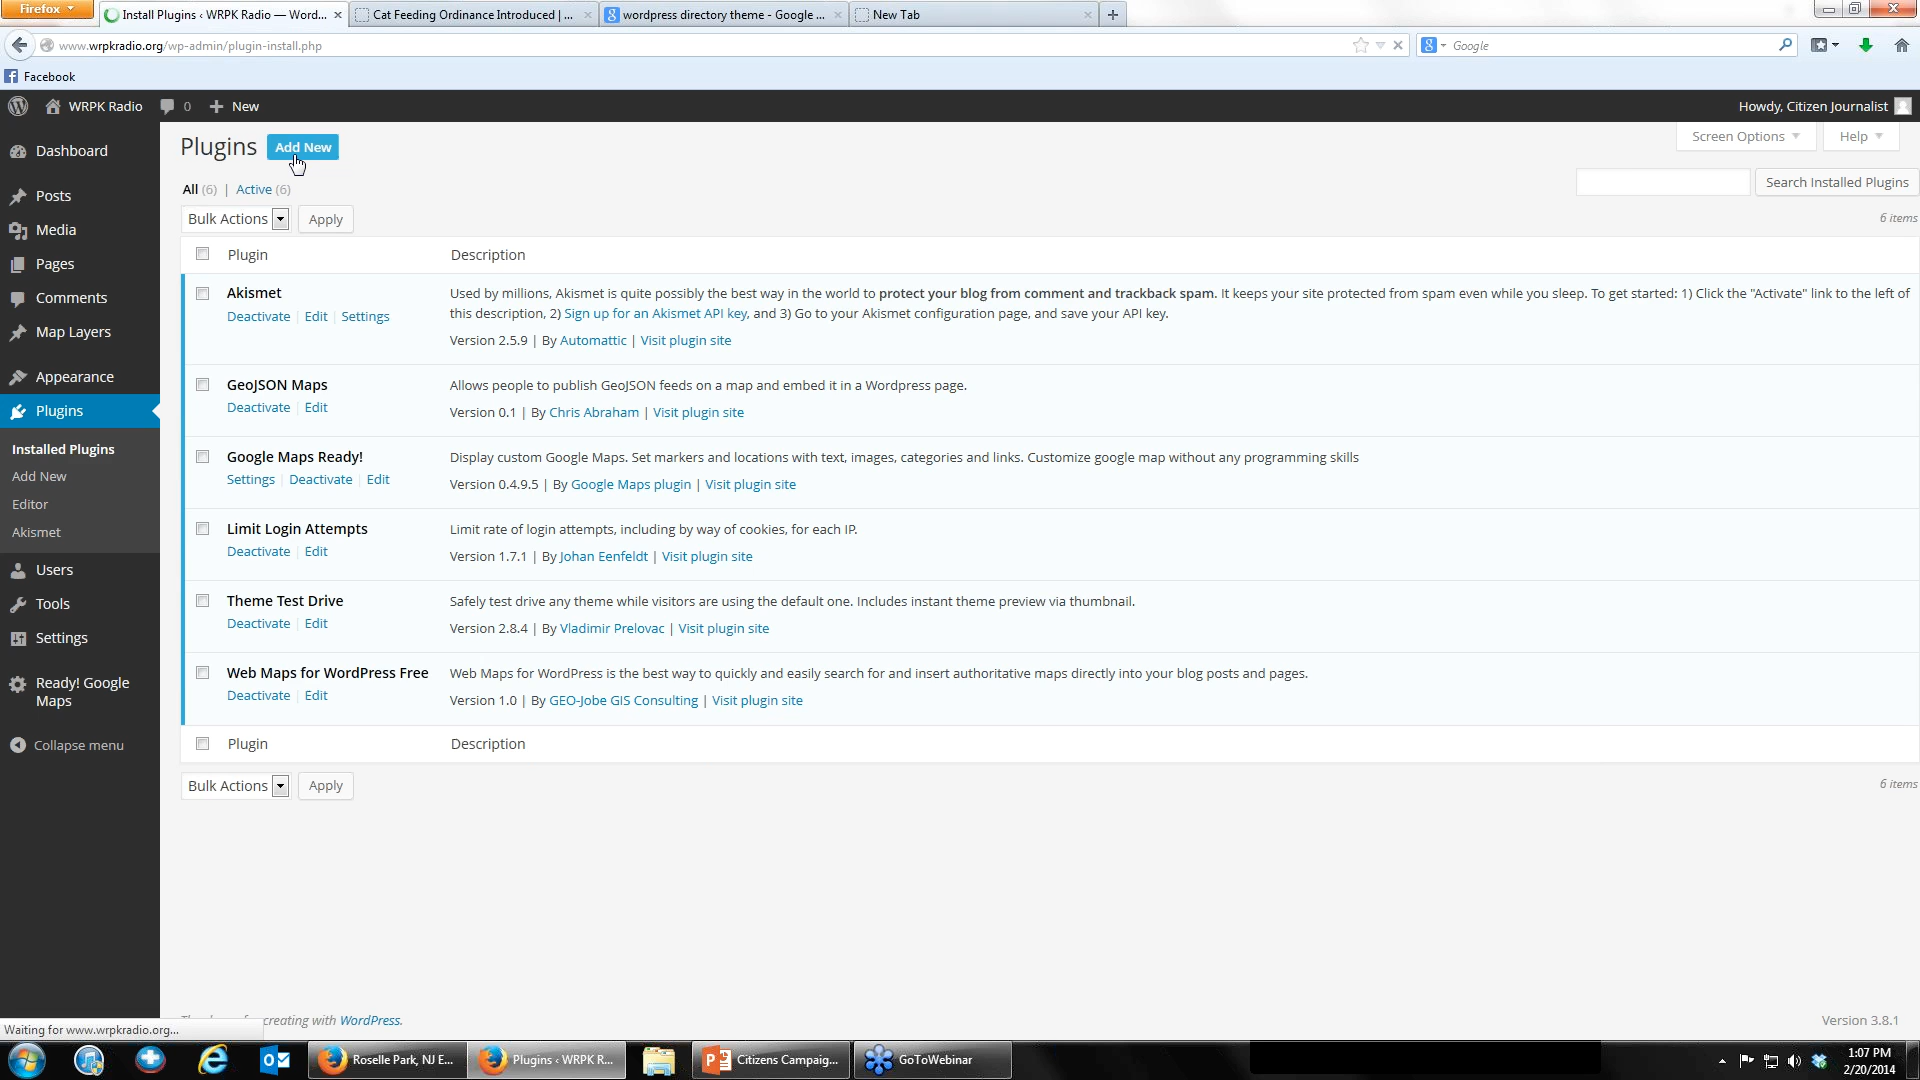 Firefox
Install Plugins ‹ WRPK Radio — Word...
Cat Feeding Ordinance Introduced | ...
wordpress directory theme - Google ...
New Tab
www.wrpkradio.org/wp-admin/plugin-install.php
Google
Facebook
WRPK Radio
0
New
Howdy, Citizen Journalist
Plugins
Add New
Screen Options
Help
All (6) | Active (6)
Search Installed Plugins
Bulk Actions
Apply
6 items
Plugin
Description
Akismet
Deactivate | Edit | Settings
Used by millions, Akismet is quite possibly the best way in the world to protect your blog from comment and trackback spam. It keeps your site protected from spam even while you sleep. To get started: 1) Click the "Activate" link to the left of
this description, 2) Sign up for an Akismet API key, and 3) Go to your Akismet configuration page, and save your API key.
Version 2.5.9 | By Automattic | Visit plugin site
GeoJSON Maps
Deactivate | Edit
Allows people to publish GeoJSON feeds on a map and embed it in a Wordpress page.
Version 0.1 | By Chris Abraham | Visit plugin site
Google Maps Ready!
Settings | Deactivate | Edit
Display custom Google Maps. Set markers and locations with text, images, categories and links. Customize google map without any programming skills
Version 0.4.9.5 | By Google Maps plugin | Visit plugin site
Limit Login Attempts
Deactivate | Edit
Limit rate of login attempts, including by way of cookies, for each IP.
Version 1.7.1 | By Johan Eenfeldt | Visit plugin site
Theme Test Drive
Deactivate | Edit
Safely test drive any theme while visitors are using the default one. Includes instant theme preview via thumbnail.
Version 2.8.4 | By Vladimir Prelovac | Visit plugin site
Web Maps for WordPress Free
Deactivate | Edit
Web Maps for WordPress is the best way to quickly and easily search for and insert authoritative maps directly into your blog posts and pages.
Version 1.0 | By GEO-Jobe GIS Consulting | Visit plugin site
Plugin
Description
Bulk Actions
Apply
6 items
Dashboard
Posts
Media
Pages
Comments
Map Layers
Appearance
Plugins
Installed Plugins
Add New
Editor
Akismet
Users
Tools
Settings
Ready! Google
Maps
Collapse menu
creating with WordPress.
Version 3.8.1
Waiting for www.wrpkradio.org...
Roselle Park, NJ E...
Plugins ‹ WRPK R...
Citizens Campaig...
GoToWebinar
1:07 PM
2/20/2014